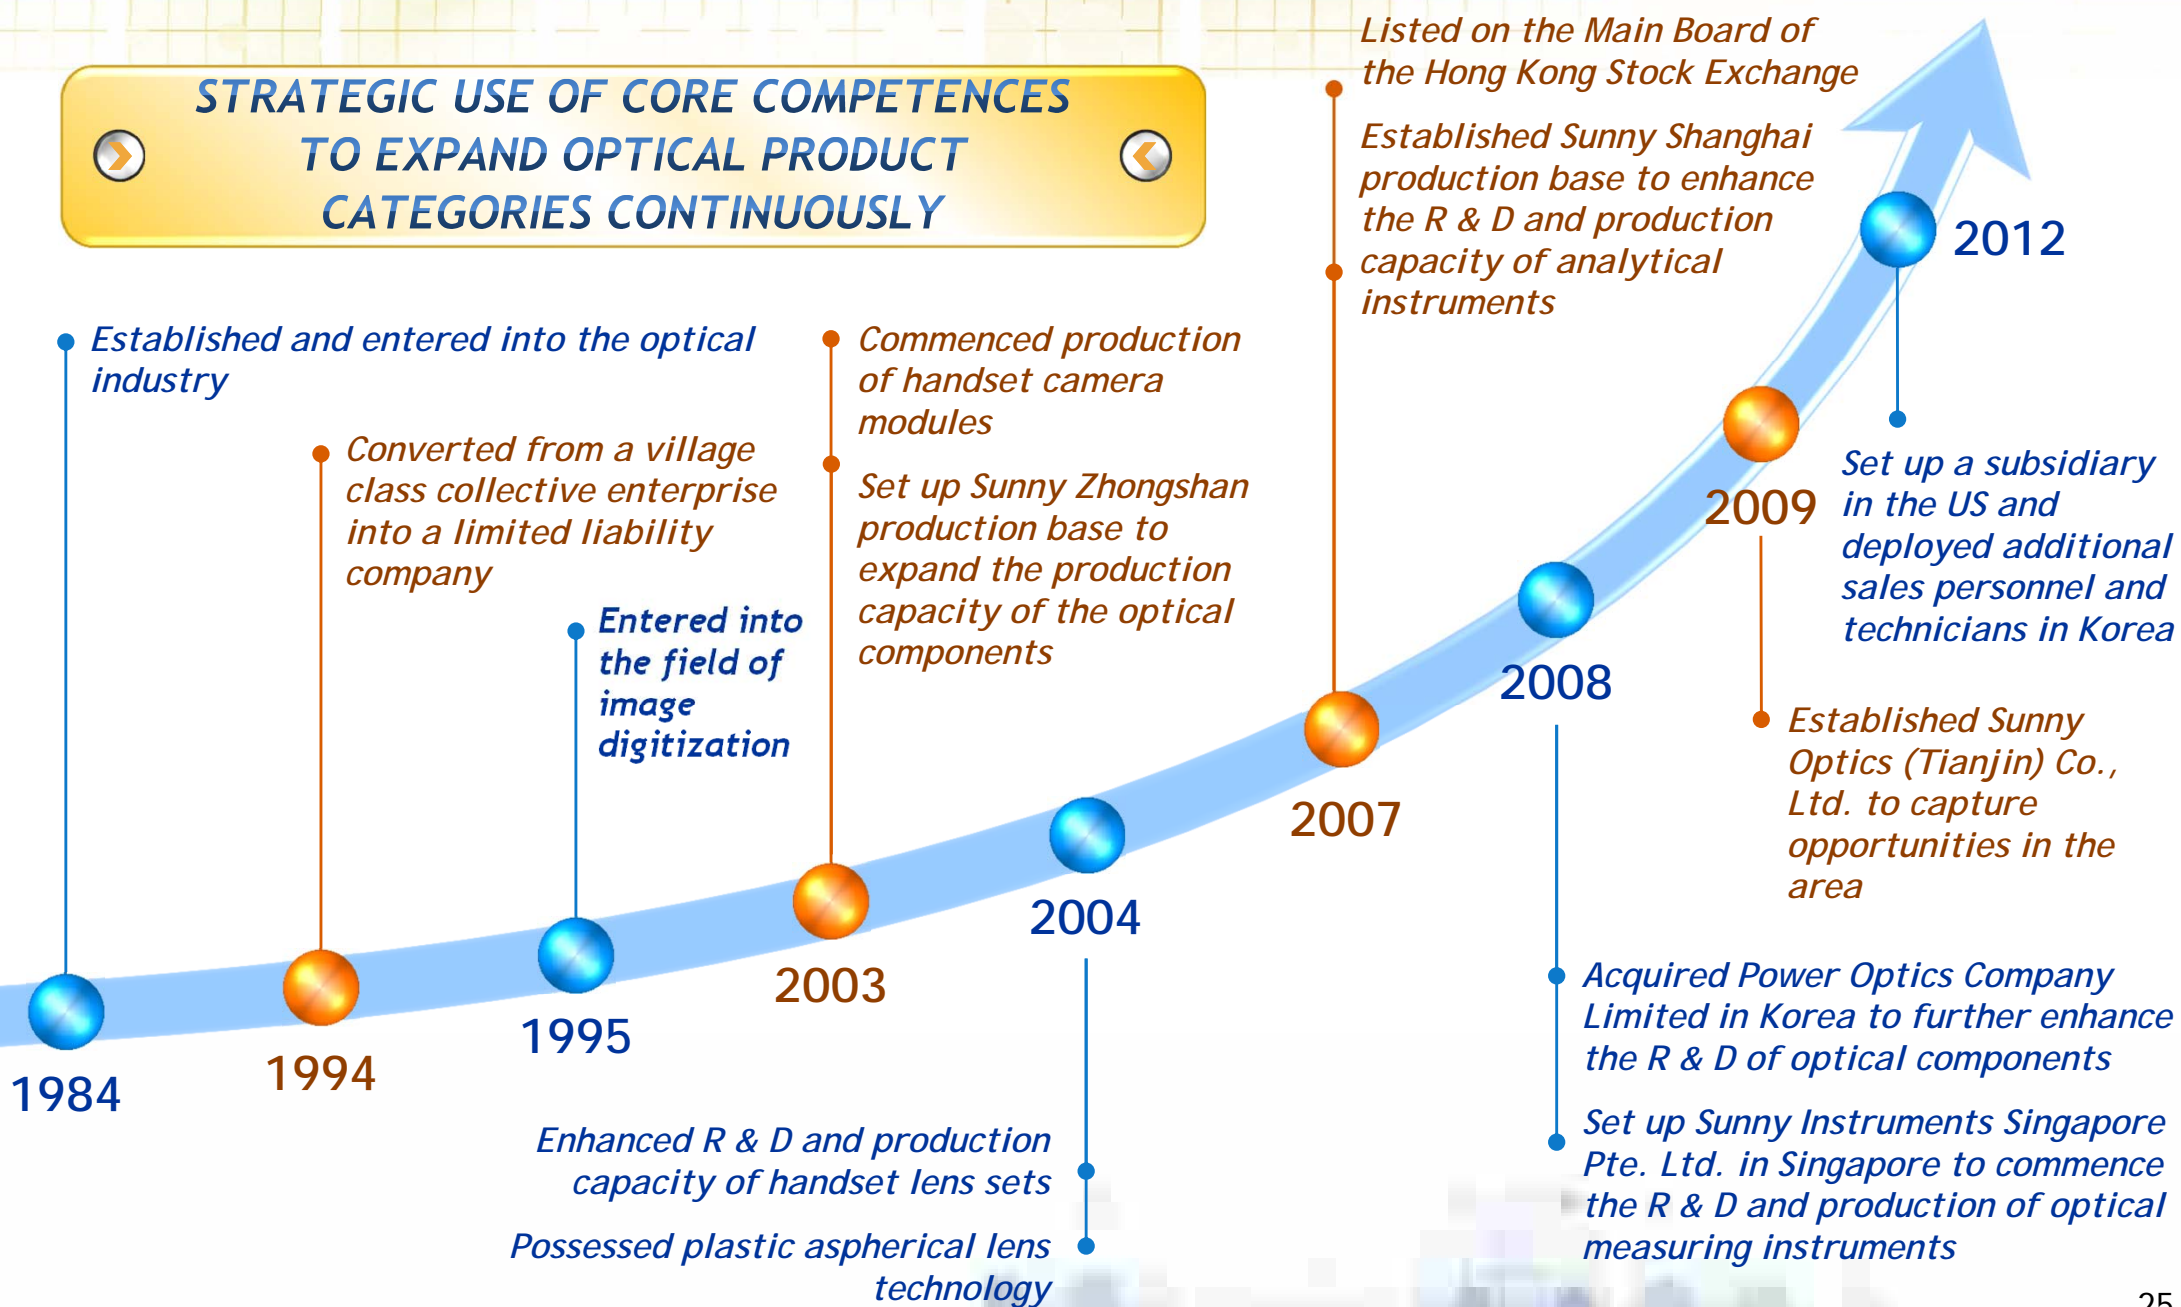 STRATEGIC USE OF CORE COMPETENCES
TO EXPAND OPTICAL PRODUCT
CATEGORIES CONTINUOUSLY
Established and entered into the optical
industry
1984
Converted from a village
class collective enterprise
into a limited liability
company
1994
Entered into
the field of
image
digitization
1995
Commenced production
of handset camera
modules
Set up Sunny Zhongshan
production base to
expand the production
capacity of the optical
components
2003
2004
Enhanced R & D and production
capacity of handset lens sets
Possessed plastic aspherical lens
technology
Listed on the Main Board of
the Hong Kong Stock Exchange
Established Sunny Shanghai
production base to enhance
the R & D and production
capacity of analytical
instruments
2007
2008
Acquired Power Optics Company
Limited in Korea to further enhance
the R & D of optical components
Set up Sunny Instruments Singapore
Pte. Ltd. in Singapore to commence
the R & D and production of optical
measuring instruments
2009
Established Sunny
Optics (Tianjin) Co.,
Ltd. to capture
opportunities in the
area
2012
Set up a subsidiary
in the US and
deployed additional
sales personnel and
technicians in Korea
25